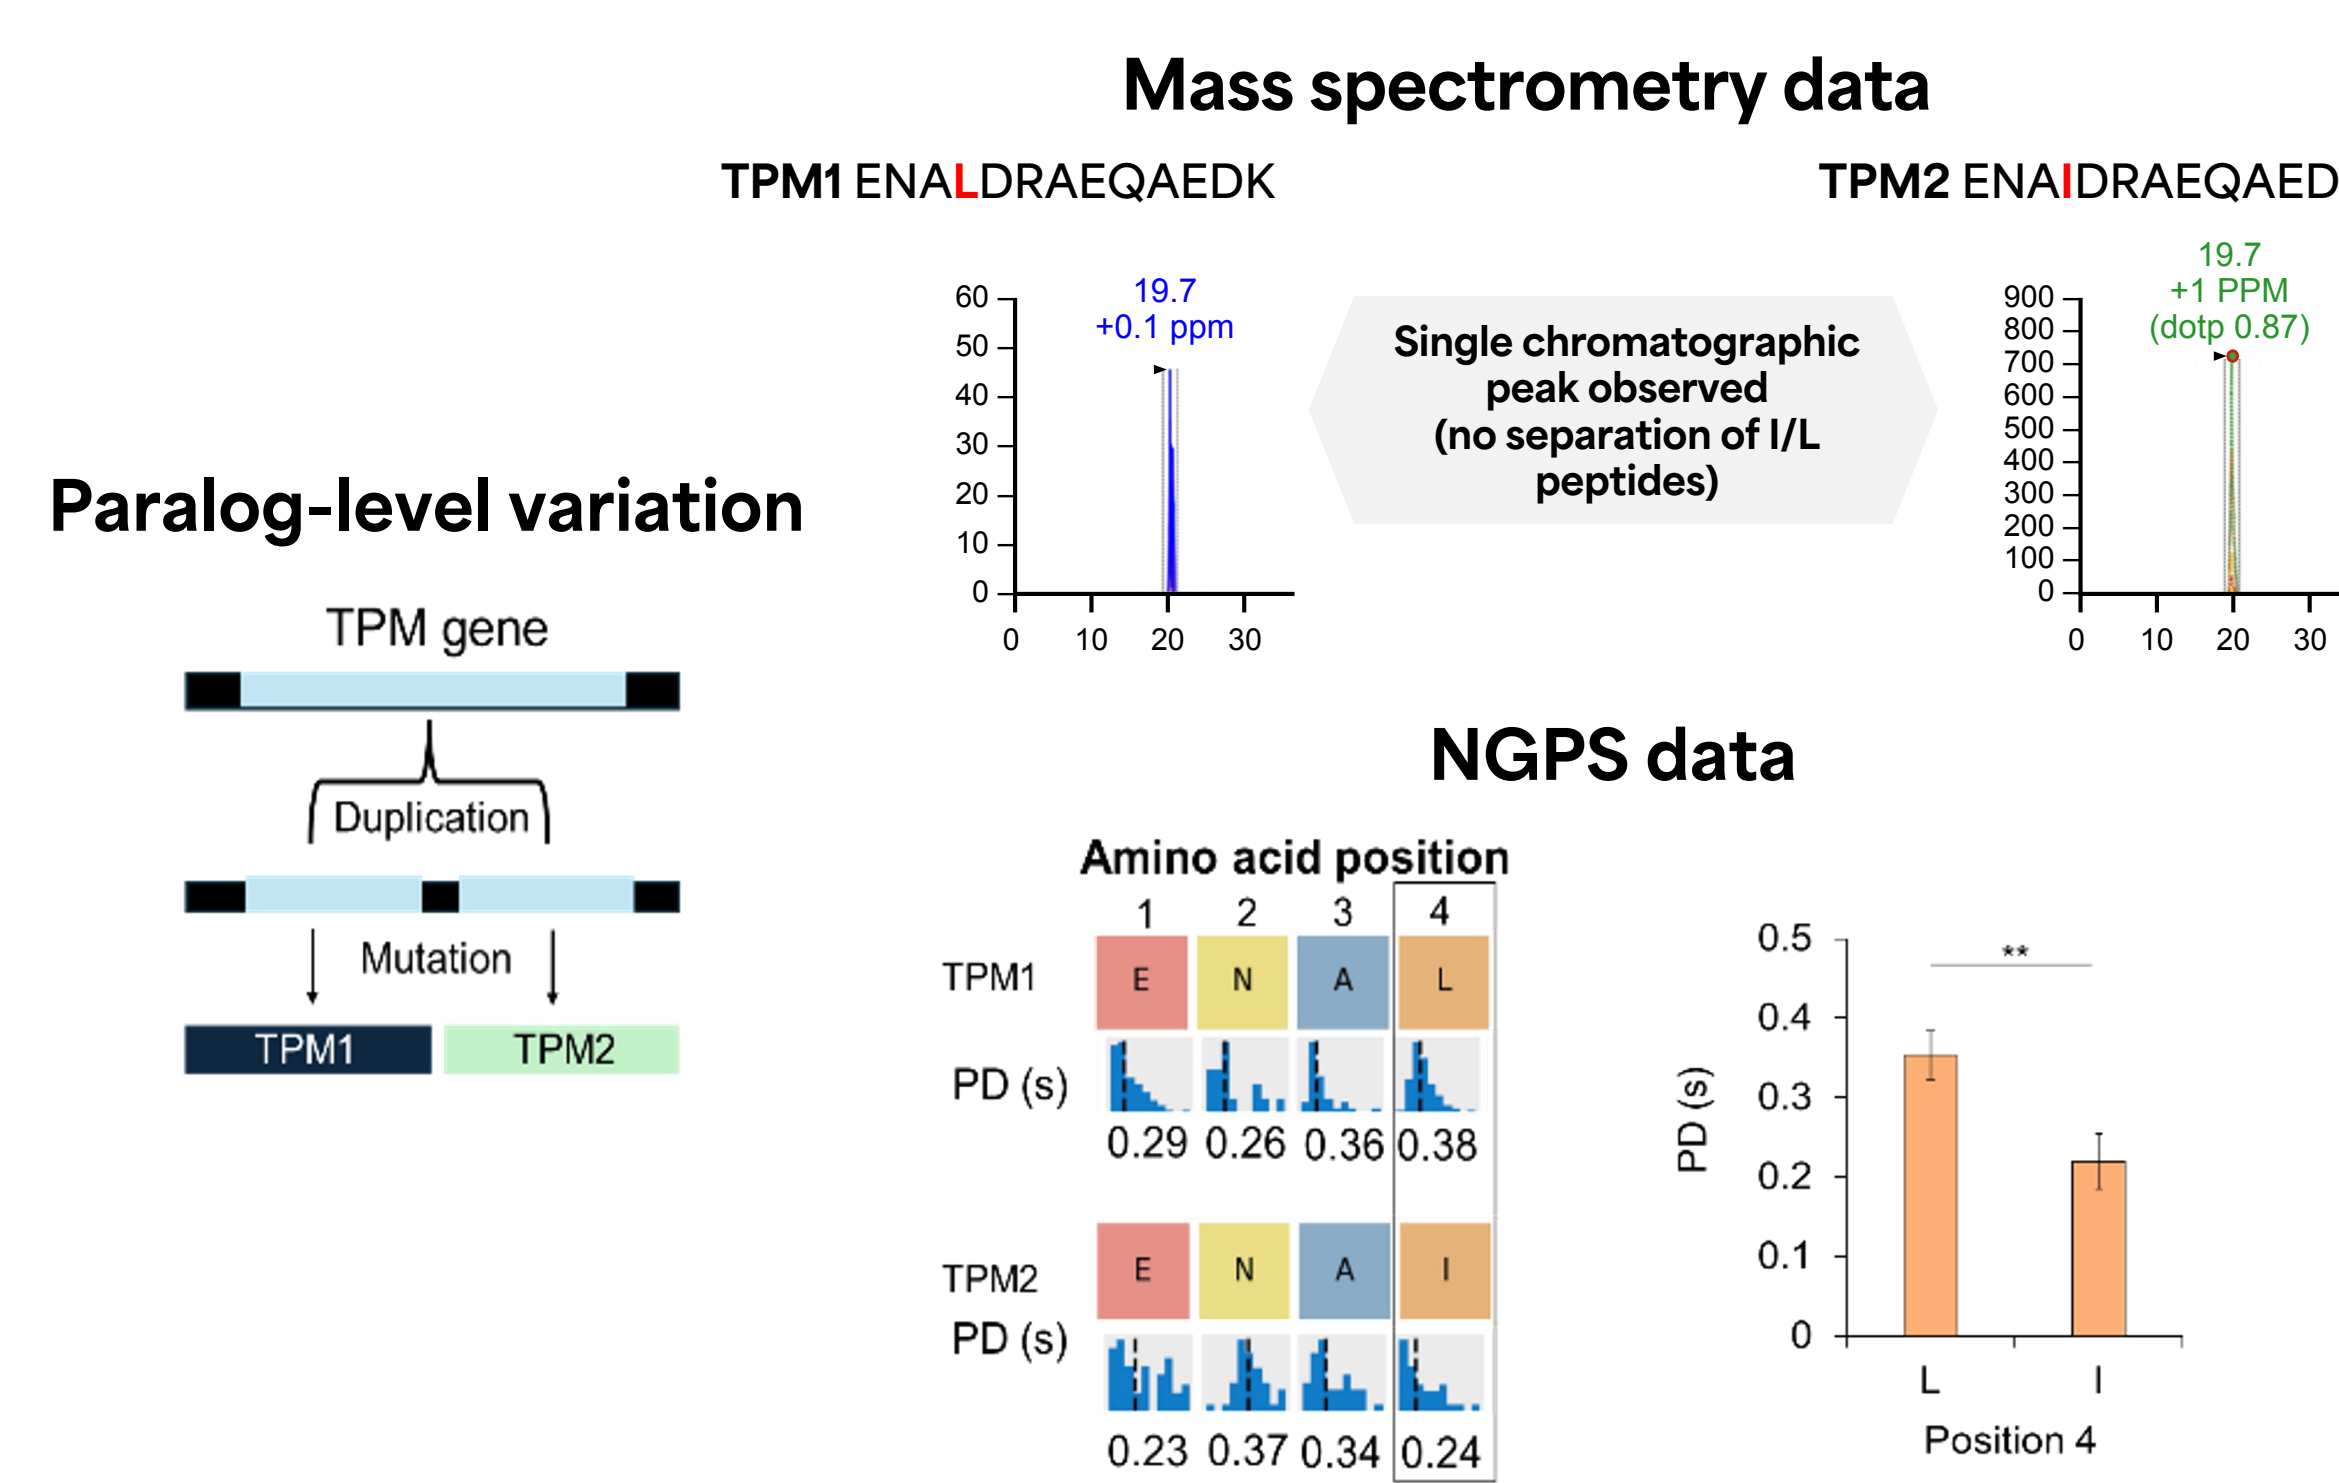 Mass spectrometry data
TPM1 ENALDRAEQAEDK
TPM2 ENAIDRAEQAED
19.7
+0.1 ppm
60
50
40
30
20
10
0
0 10 20 30
Single chromatographic
peak observed
(no separation of I/L
peptides)
19.7
+1 PPM
(dotp 0.87)
900
800
700
600
500
400
300
200
100
0
0 10 20 30
Paralog-level variation
TPM gene
Duplication
Mutation
TPM1 TPM2
NGPS data
Amino acid position
1 2 3 4
TPM1 E N A L
PD (s)
0.29 0.26 0.36 0.38
TPM2 E N A I
PD (s)
0.23 0.37 0.34 0.24
**
PD (s)
0.5
0.4
0.3
0.2
0.1
0
L I
Position 4